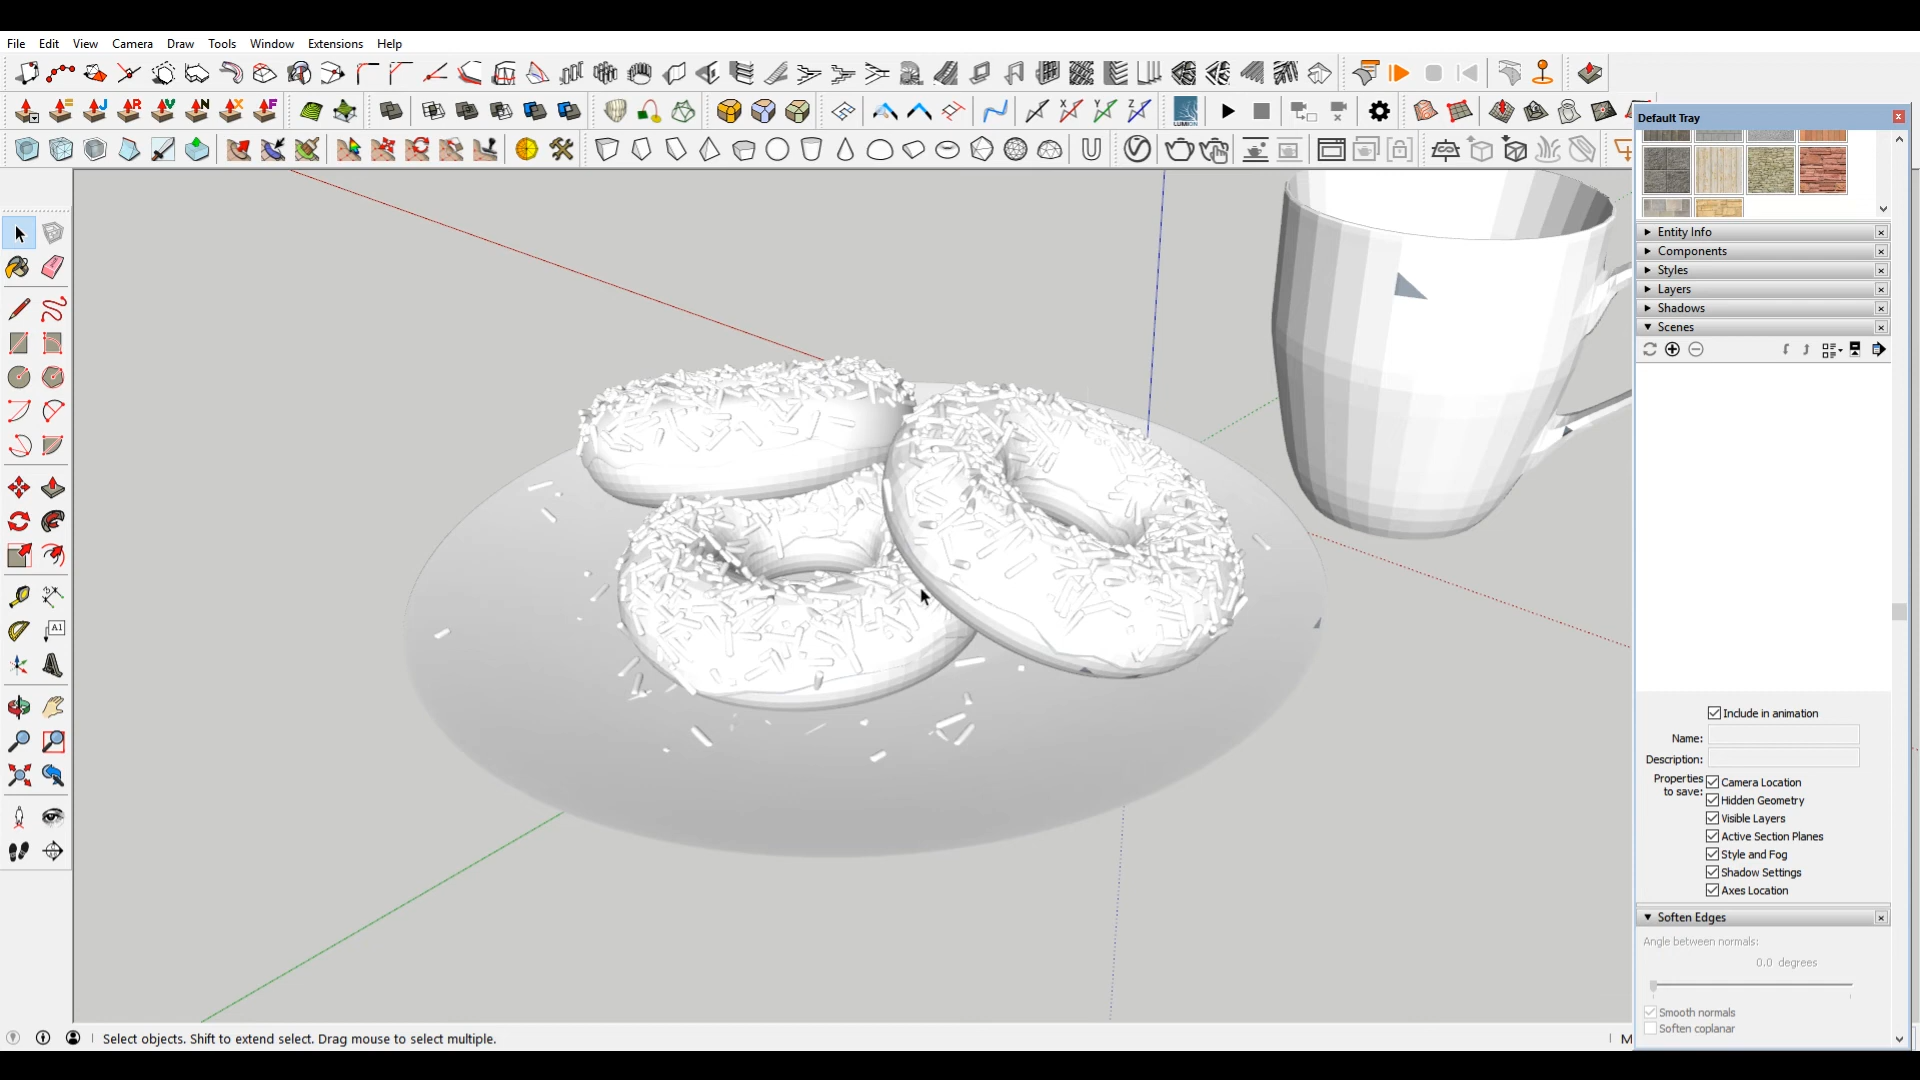 File Edit View Camera Draw Tools Window Extensions Help
Default Tray
Entity Info
Components
Styles
Layers
Shadows
Scenes
Include in animation
Name:
Description:
Properties to save:
Camera Location
Hidden Geometry
Visible Layers
Active Section Planes
Style and Fog
Shadow Settings
Axes Location
Soften Edges
Angle between normals:
0.0 degrees
Smooth normals
Soften coplanar
Select objects. Shift to extend select. Drag mouse to select multiple.